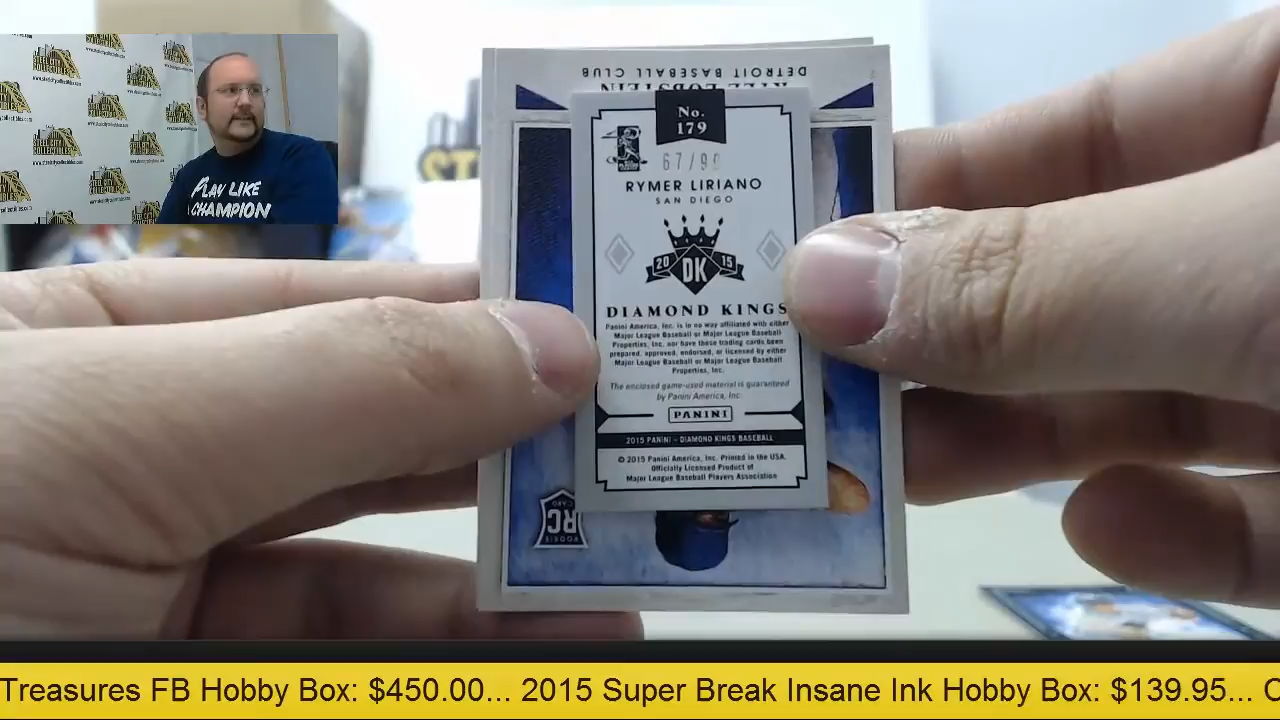 PLAY LIKE
A CHAMPION
DETROIT BASEBALL CLUB
No.
179
RYMER LIRIANO
SAN DIEGO
20 15
DK
DIAMOND KINGS
Panini America, Inc. is in no way affiliated with either
Major League Baseball or Major League Baseball
Properties, Inc. nor have these trading cards been
prepared, approved, endorsed, or licensed by either
Major League Baseball or Major League Baseball
Properties, Inc.
The enclosed game-used material is guaranteed
by Panini America, Inc.
PANINI
2015 PANINI - DIAMOND KINGS BASEBALL
© 2015 Panini America, Inc. Printed in the USA.
Officially Licensed Product of
Major League Baseball Players Association
ROOKIE
RC
CARD
Treasures FB Hobby Box: $450.00... 2015 Super Break Insane Ink Hobby Box: $139.95...